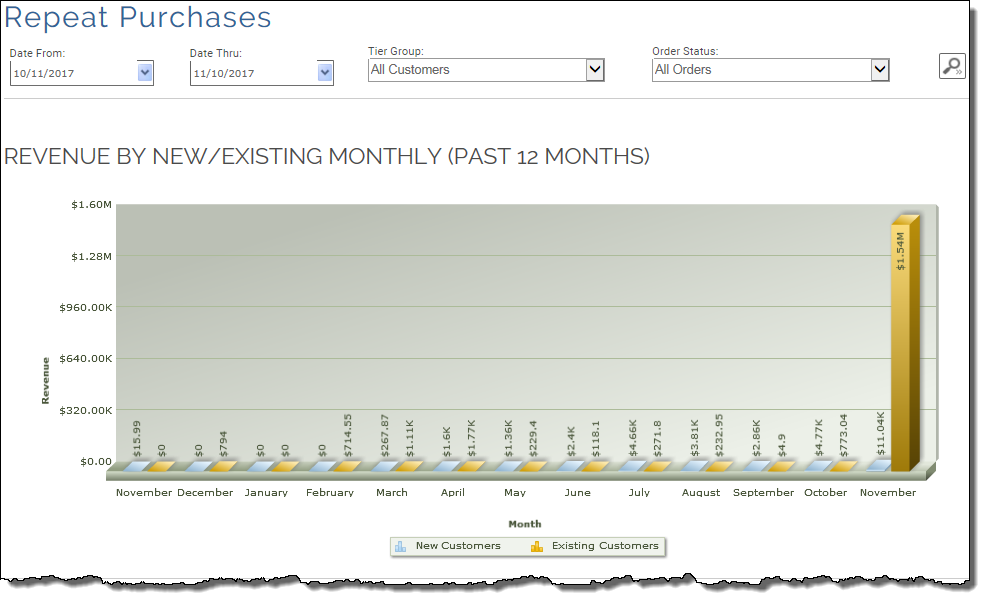 Repeat Purchases
Date From: Date Thru: Tier Group: Order Status:
10/11/2017 11/10/2017 All Customers All Orders
REVENUE BY NEW/EXISTING MONTHLY (PAST 12 MONTHS)
$1.60M
$1.28M
$960.00K
$640.00K
$320.00K
$0.00
Revenue
$15.99 $0 $0 $794 $0 $0 $0 $714.55 $267.87 $1.11K $1.6K $1.77K $1.36K $229.4 $2.4K $118.1 $4.66K $271.8 $3.81K $232.95 $2.86K $4.9 $4.77K $773.04 $11.04K $1.54M
November December January February March April May June July August September October November
Month
New Customers Existing Customers